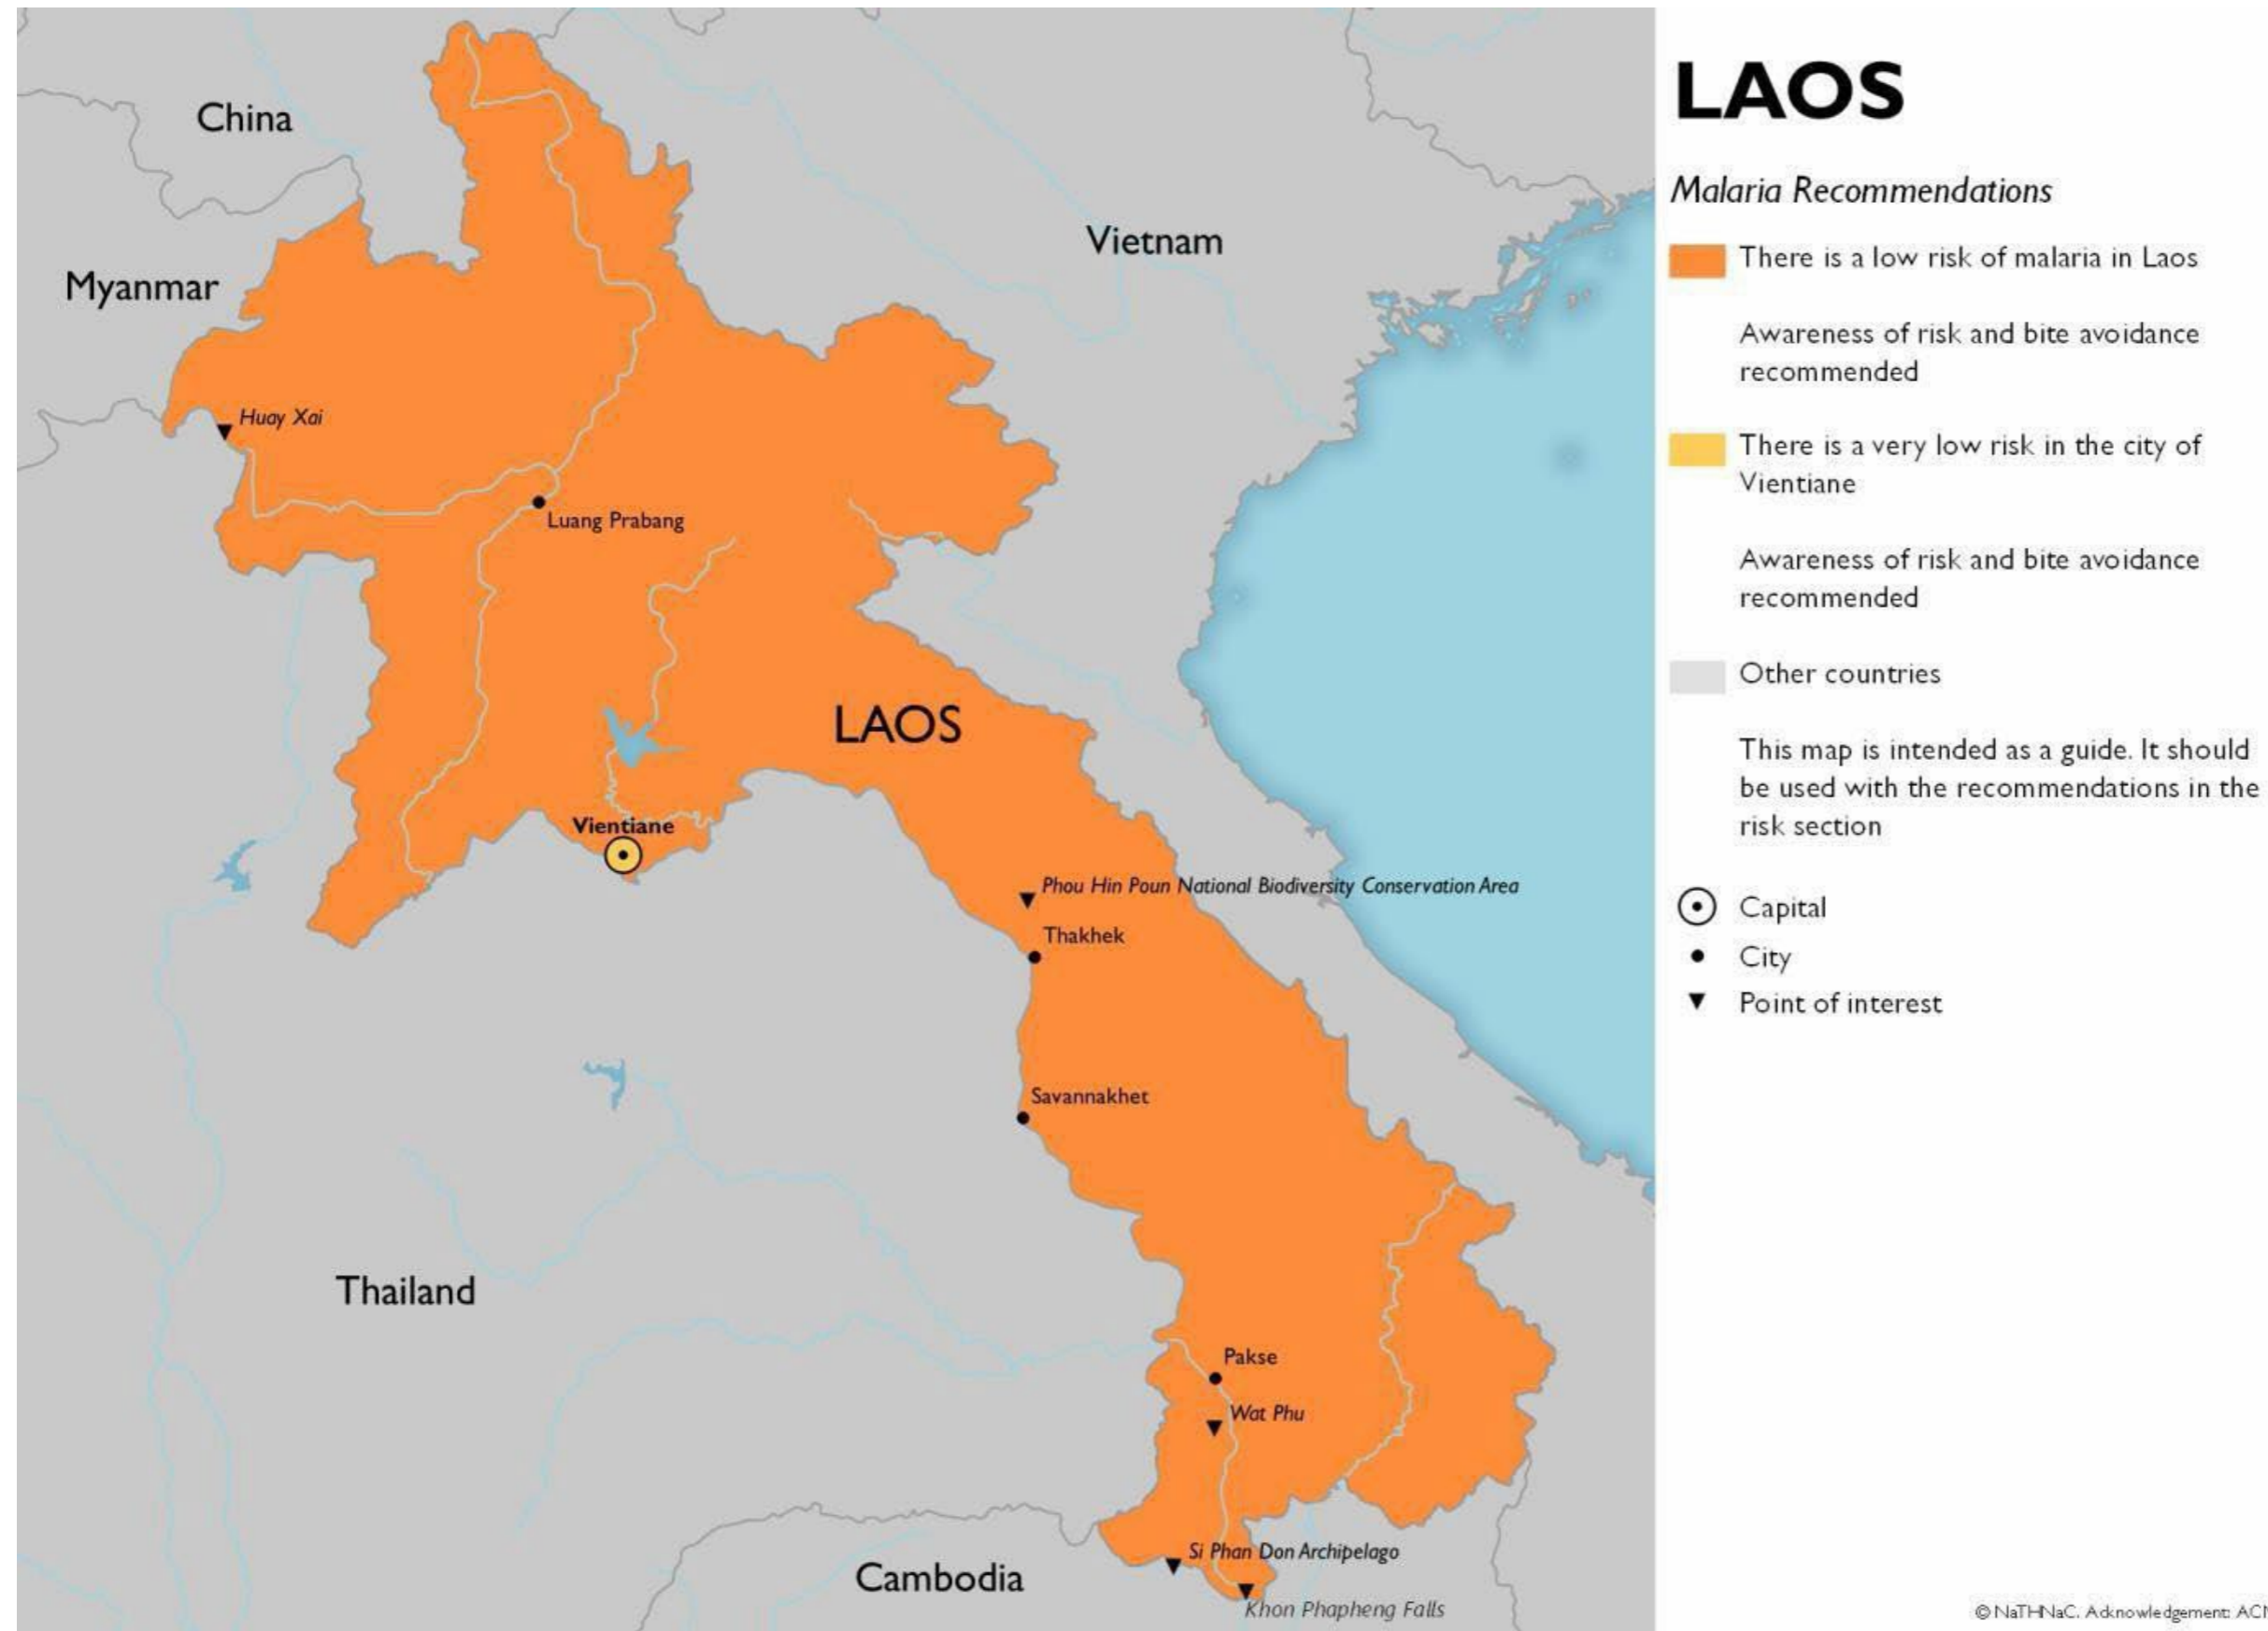 China
Myanmar
Vietnam
Huay Xai
Luang Prabang
LAOS
Vientiane
Phou Hin Poun National Biodiversity Conservation Area
Thakhek
Savannakhet
Thailand
Pakse
Wat Phu
Si Phan Don Archipelago
Cambodia
Khon Phapheng Falls
LAOS
Malaria Recommendations
There is a low risk of malaria in Laos
Awareness of risk and bite avoidance
recommended
There is a very low risk in the city of
Vientiane
Awareness of risk and bite avoidance
recommended
Other countries
This map is intended as a guide. It should
be used with the recommendations in the
risk section
Capital
City
Point of interest
© NaTHNaC. Acknowledgement: